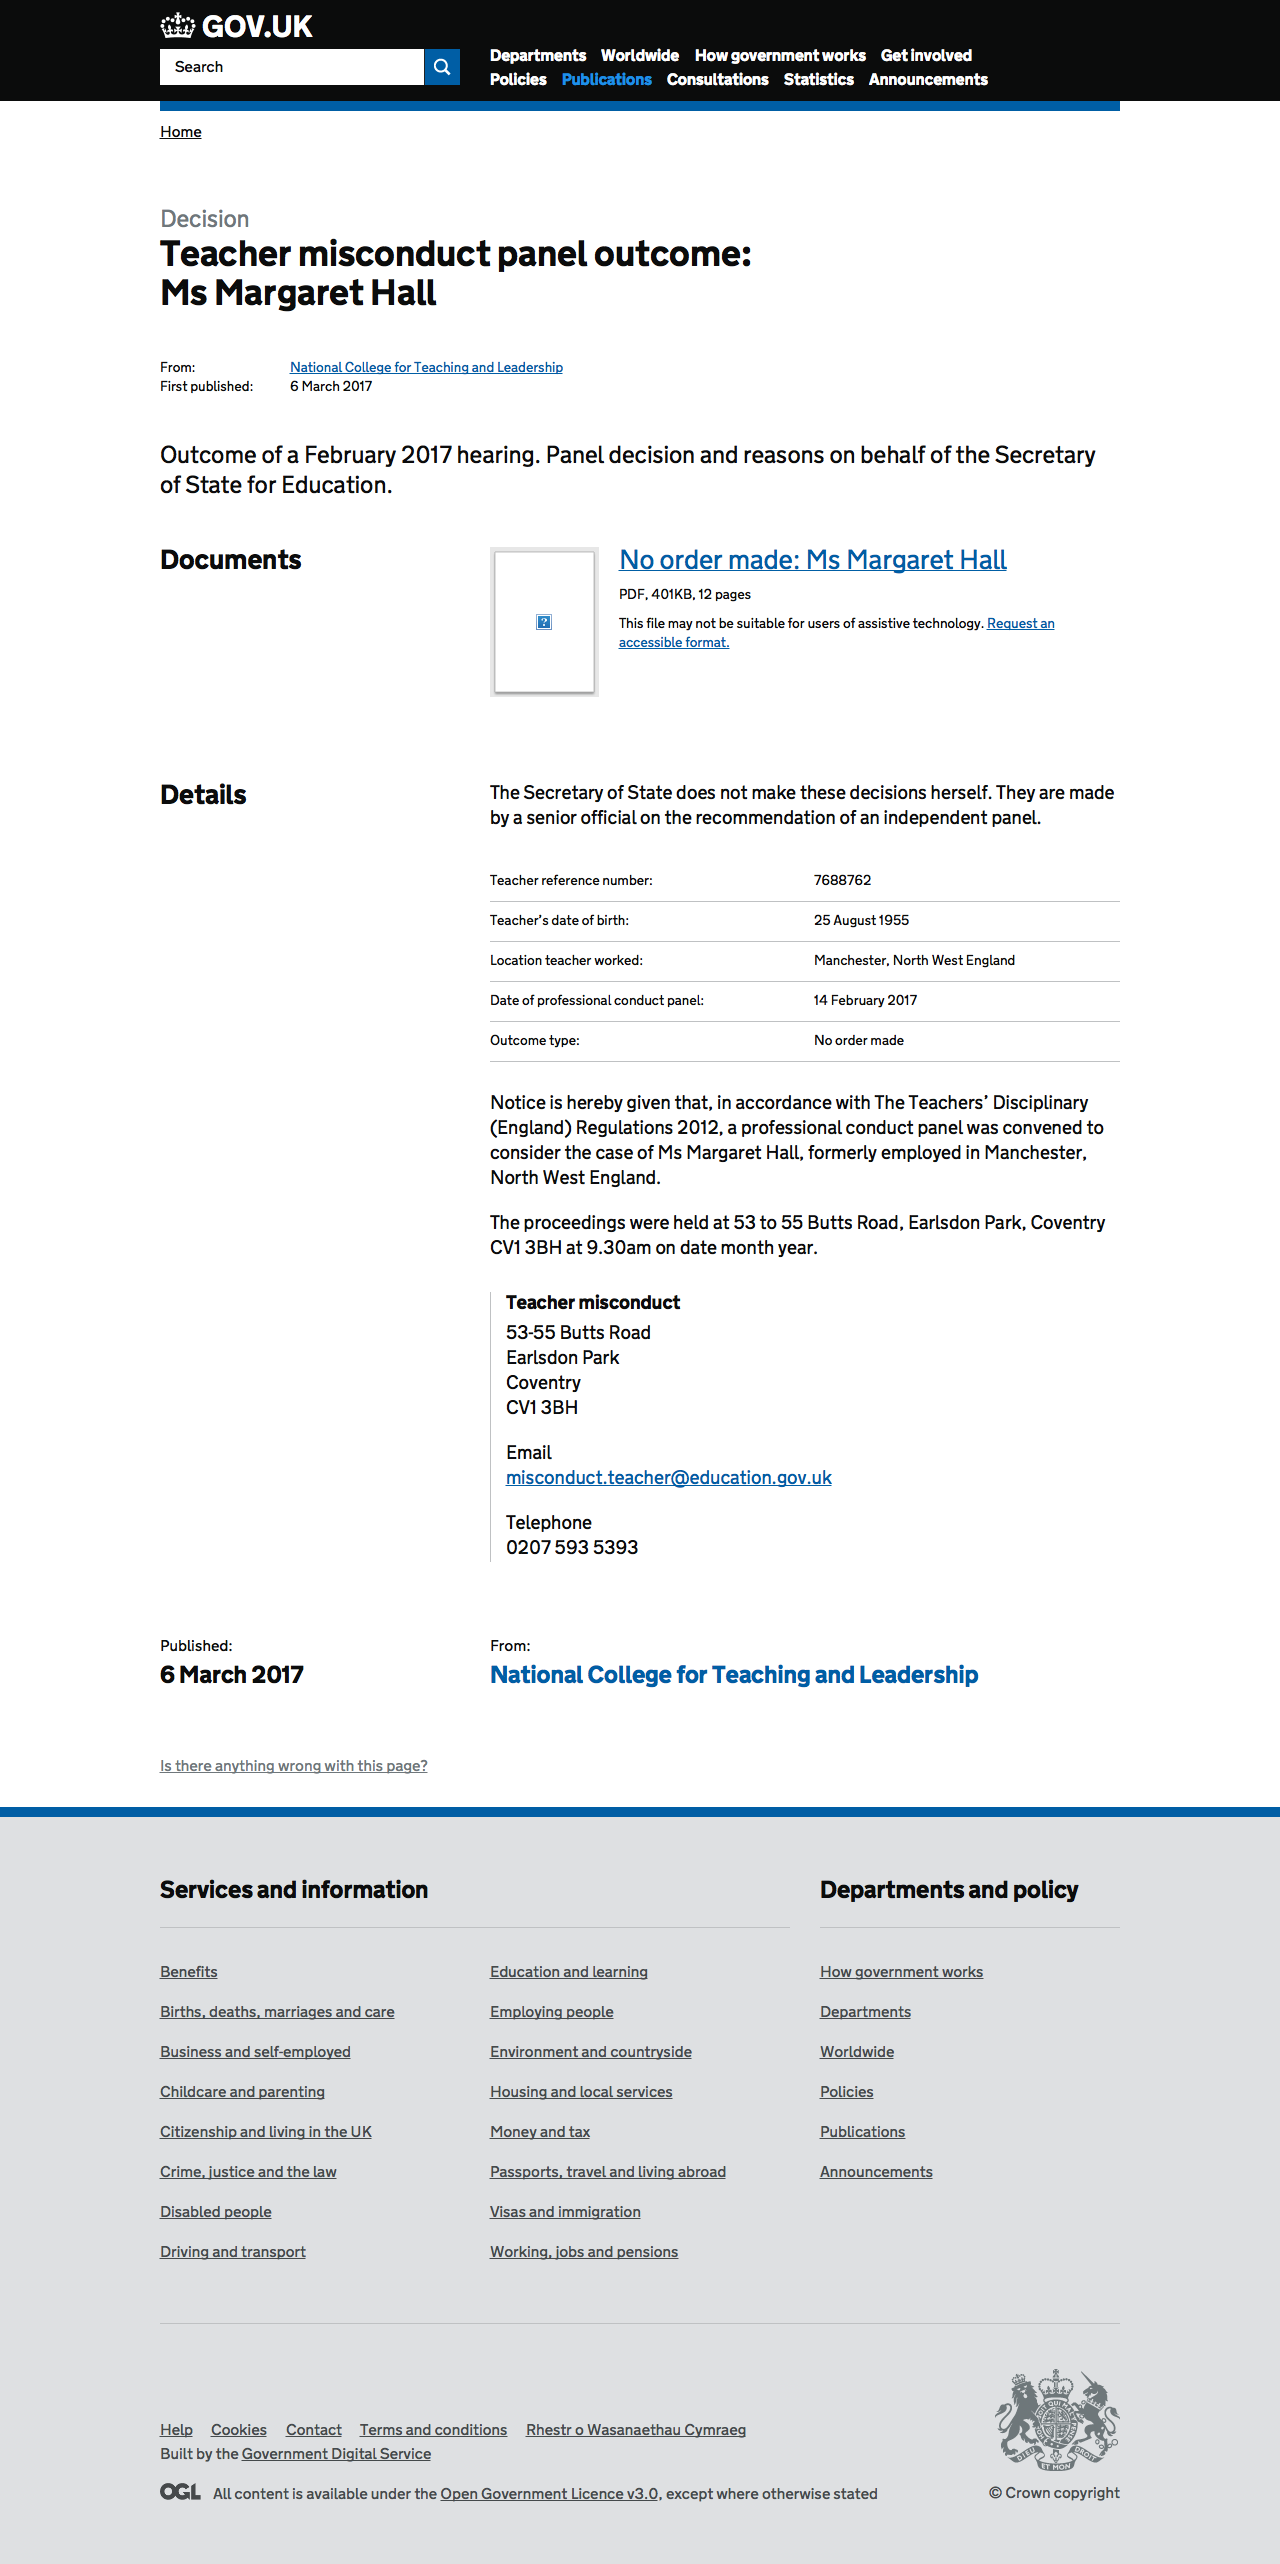 GOV.UK
Search
Departments Worldwide How government works Get involved
Policies Publications Consultations Statistics Announcements
Home
Decision
Teacher misconduct panel outcome:
Ms Margaret Hall
From: National College for Teaching and Leadership
First published: 6 March 2017
Outcome of a February 2017 hearing. Panel decision and reasons on behalf of the Secretary
of State for Education.
Documents
No order made: Ms Margaret Hall
PDF, 401KB, 12 pages
This file may not be suitable for users of assistive technology. Request an
accessible format.
Details
The Secretary of State does not make these decisions herself. They are made
by a senior official on the recommendation of an independent panel.
Teacher reference number: 7688762
Teacher’s date of birth: 25 August 1955
Location teacher worked: Manchester, North West England
Date of professional conduct panel: 14 February 2017
Outcome type: No order made
Notice is hereby given that, in accordance with The Teachers’ Disciplinary
(England) Regulations 2012, a professional conduct panel was convened to
consider the case of Ms Margaret Hall, formerly employed in Manchester,
North West England.
The proceedings were held at 53 to 55 Butts Road, Earlsdon Park, Coventry
CV1 3BH at 9.30am on date month year.
Teacher misconduct
53-55 Butts Road
Earlsdon Park
Coventry
CV1 3BH
Email
misconduct.teacher@education.gov.uk
Telephone
0207 593 5393
Published:
6 March 2017
From:
National College for Teaching and Leadership
Is there anything wrong with this page?
Services and information
Benefits
Births, deaths, marriages and care
Business and self-employed
Childcare and parenting
Citizenship and living in the UK
Crime, justice and the law
Disabled people
Driving and transport
Education and learning
Employing people
Environment and countryside
Housing and local services
Money and tax
Passports, travel and living abroad
Visas and immigration
Working, jobs and pensions
Departments and policy
How government works
Departments
Worldwide
Policies
Publications
Announcements
Help Cookies Contact Terms and conditions Rhestr o Wasanaethau Cymraeg
Built by the Government Digital Service
OGL All content is available under the Open Government Licence v3.0, except where otherwise stated
DIEU ET MON DROIT
© Crown copyright